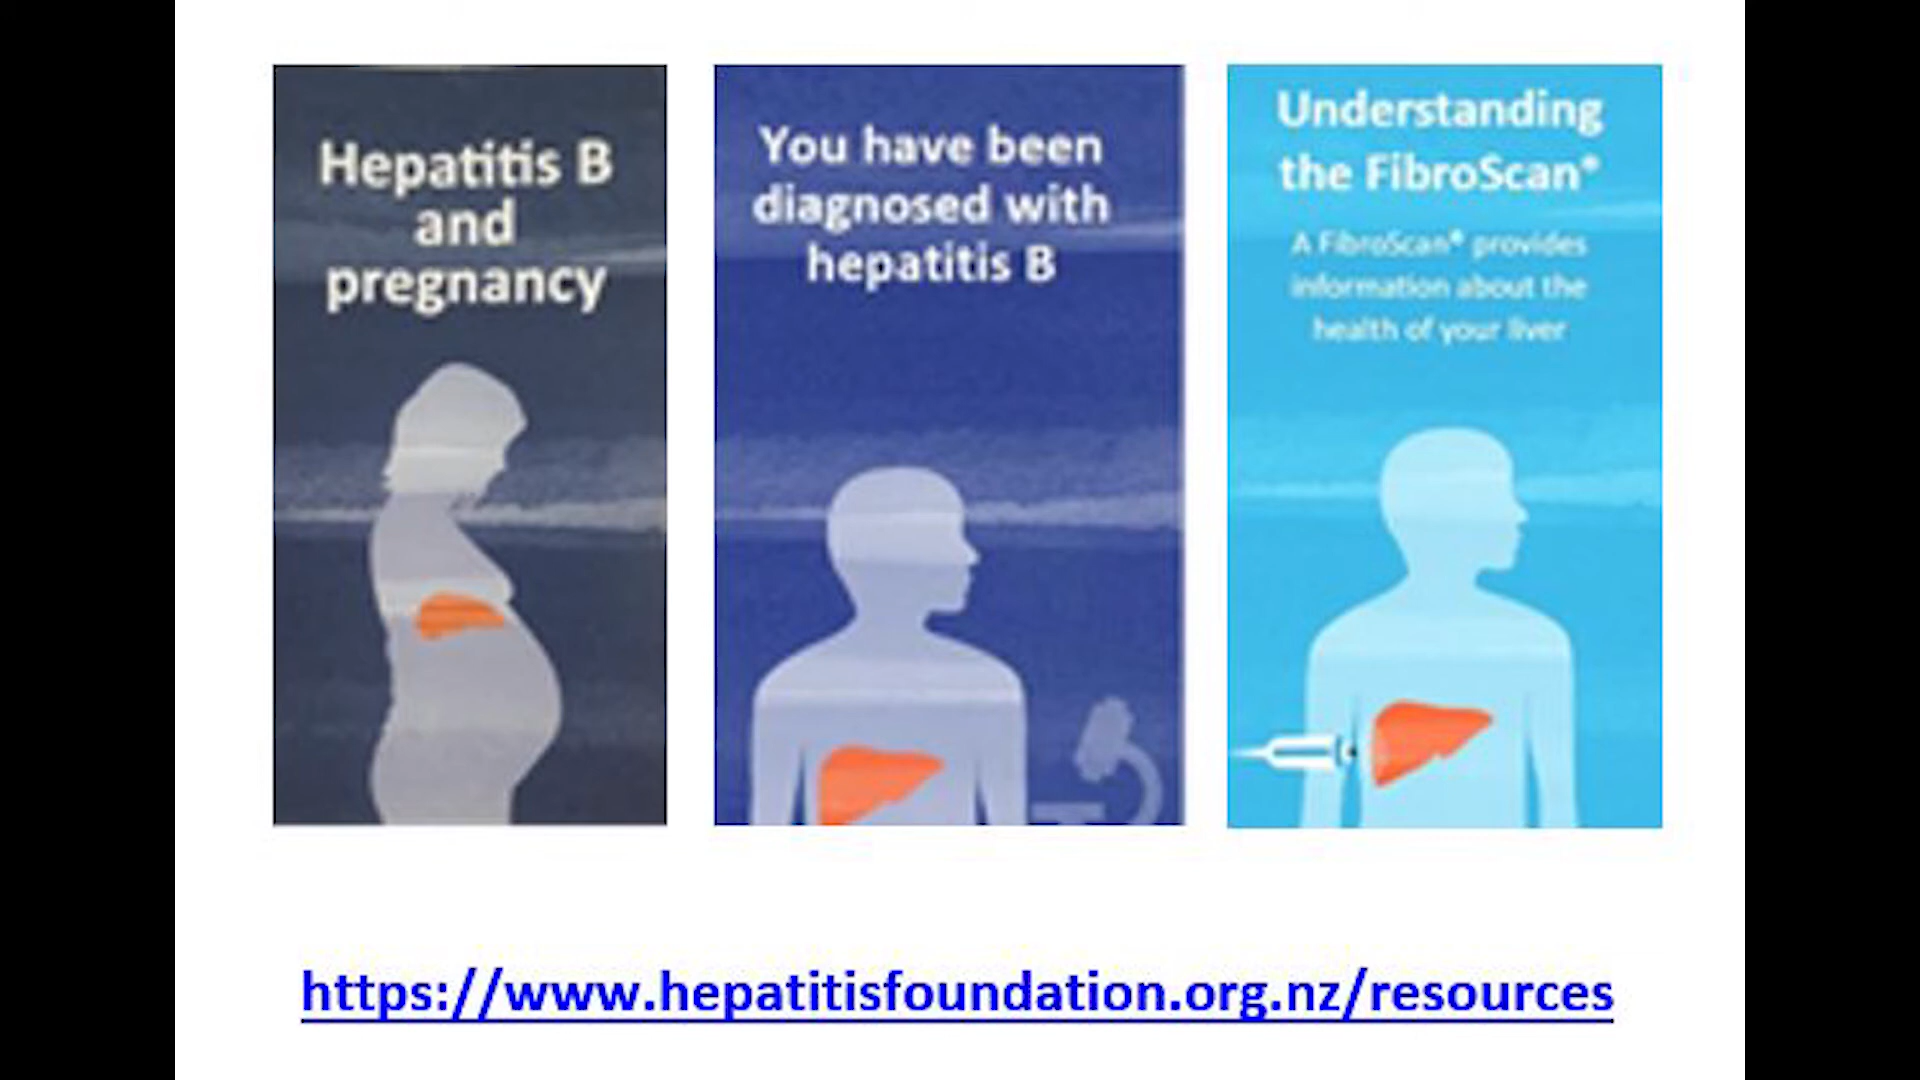 Hepatitis B
and
pregnancy
You have been
diagnosed with
hepatitis B
Understanding
the FibroScan®
A FibroScan® provides
information about the
health of your liver
https://www.hepatitisfoundation.org.nz/resources